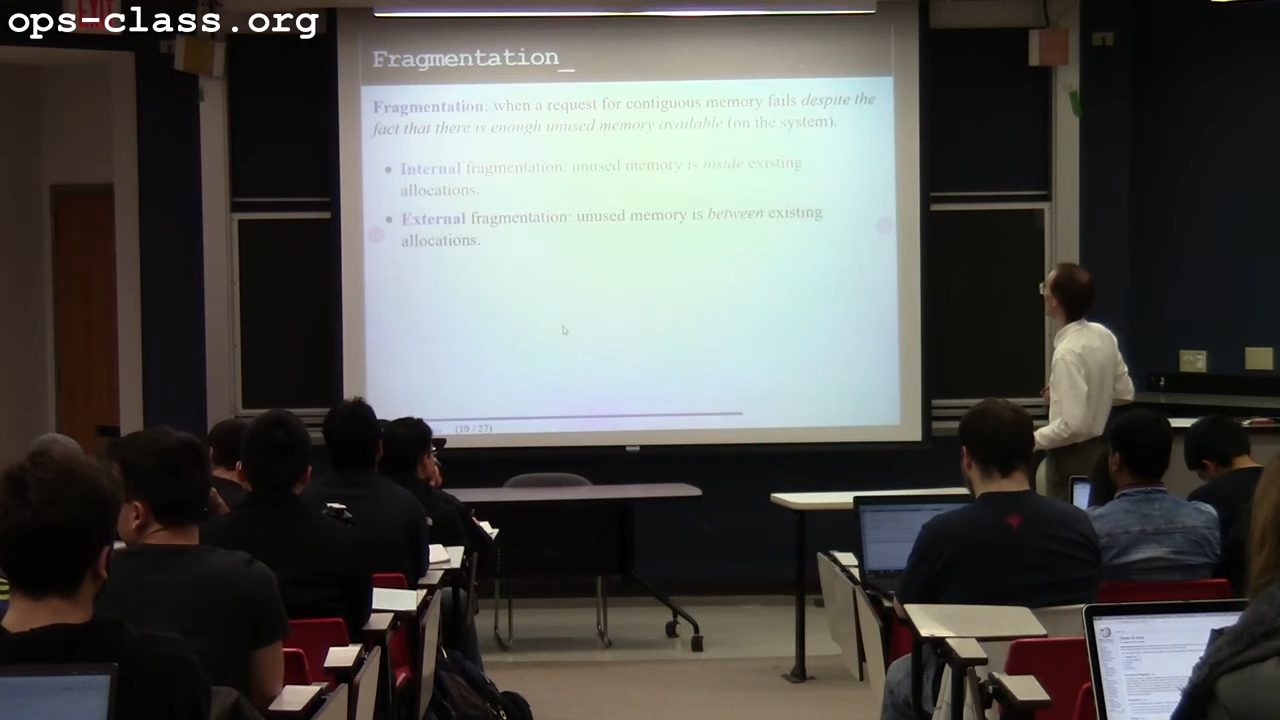 EXIT
ops-class.org
Fragmentation_
Fragmentation: when a request for contiguous memory fails despite the
fact that there is enough unused memory available (on the system).
• Internal fragmentation: unused memory is inside existing
allocations.
• External fragmentation: unused memory is between existing
allocations.
(19 / 27)